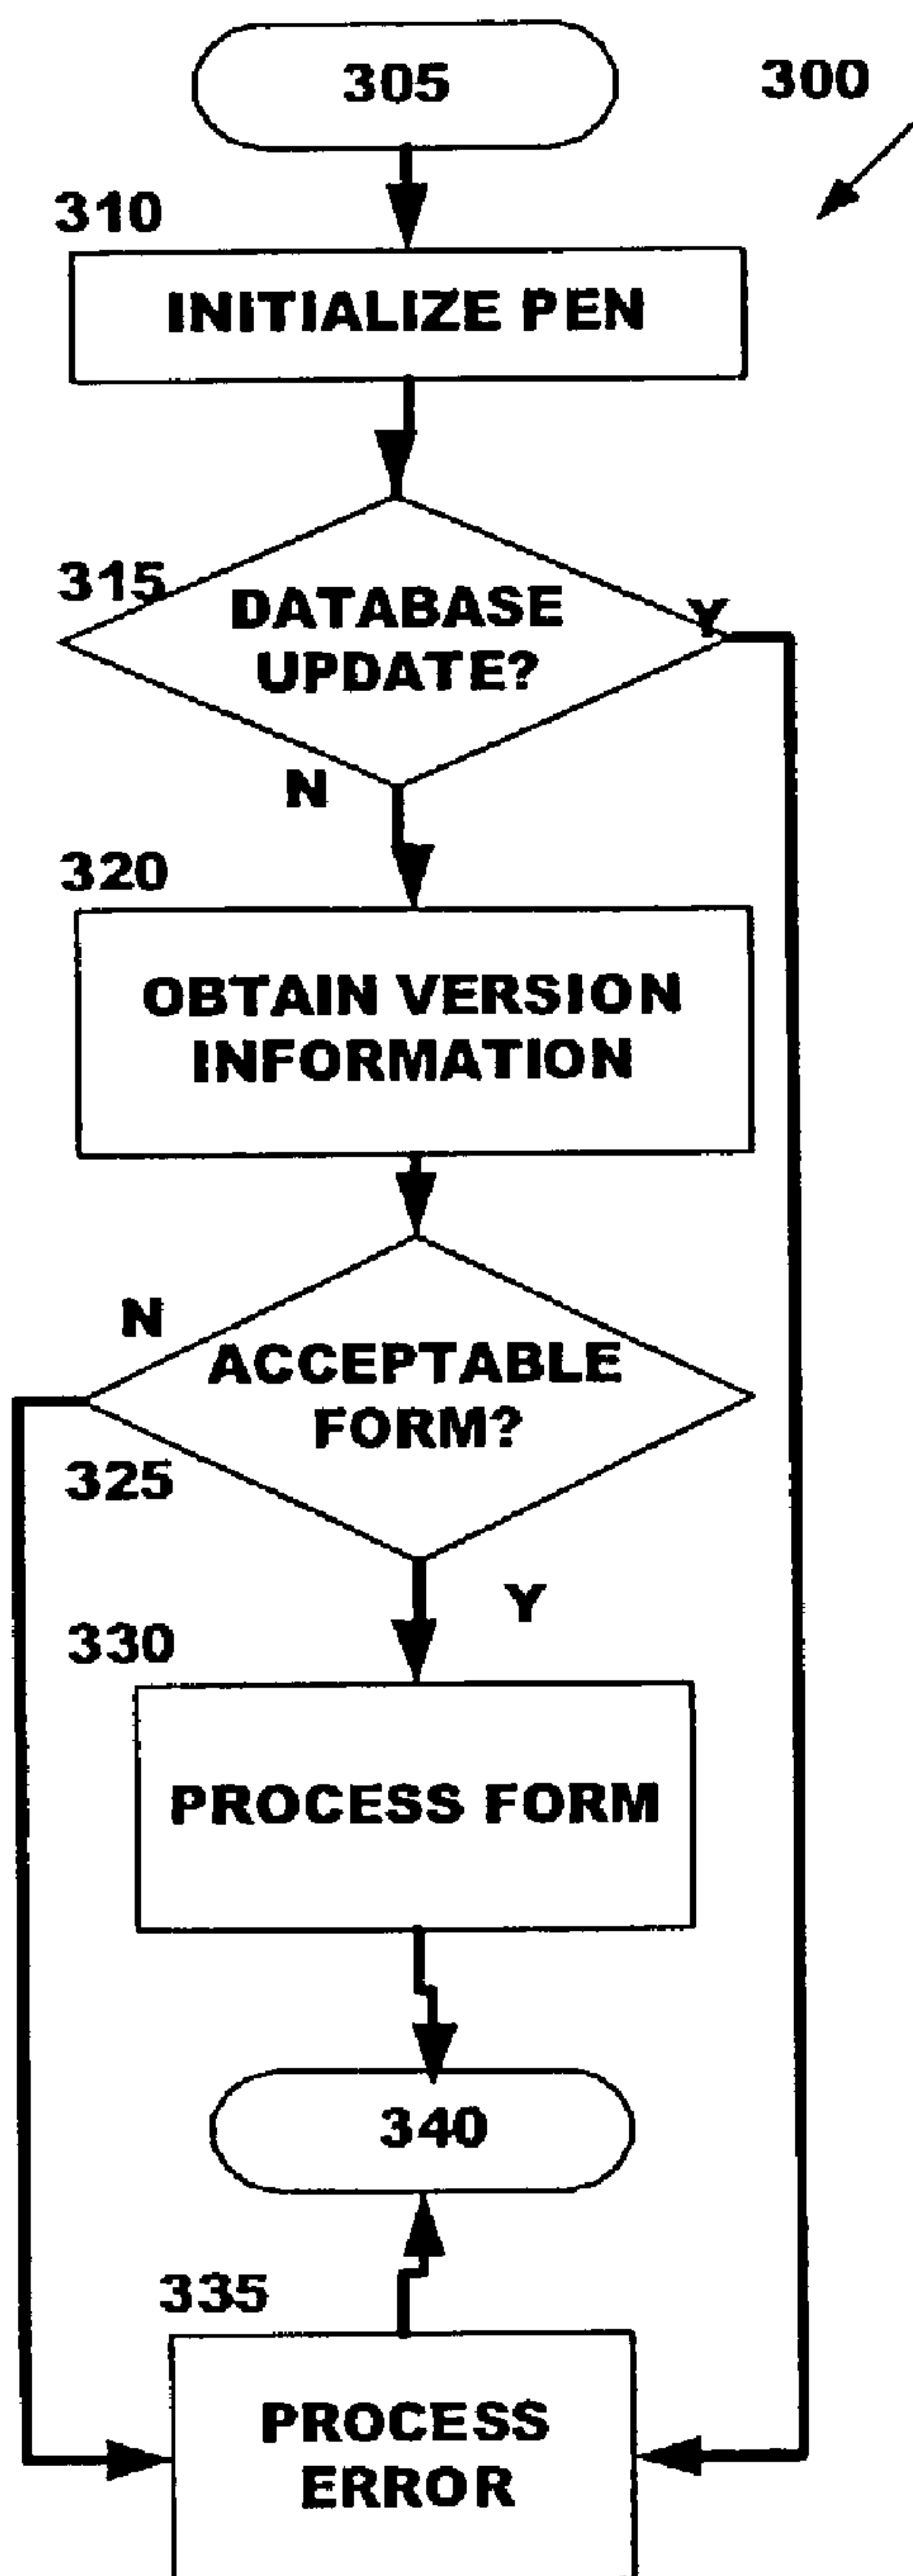 305
300
310
INITIALIZE PEN
315
DATABASE
UPDATE?
Y
N
320
OBTAIN VERSION
INFORMATION
N
ACCEPTABLE
FORM?
325
Y
330
PROCESS FORM
340
335
PROCESS
ERROR